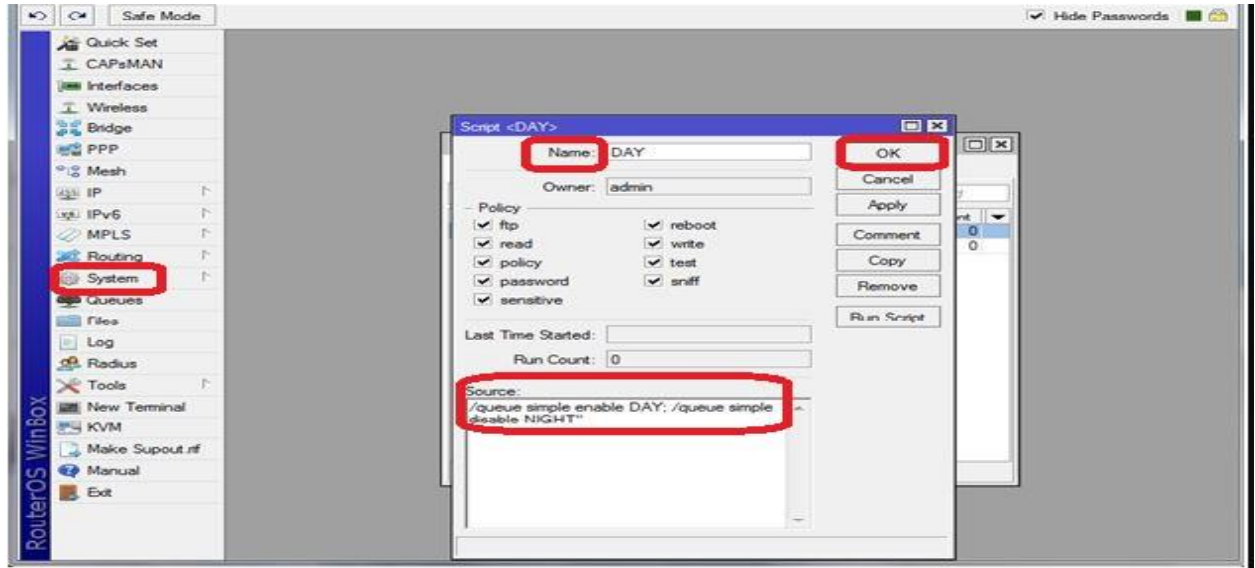 Safe Mode
Hide Passwords
Quick Set
CAPsMAN
Interfaces
Wireless
Bridge
PPP
Mesh
IP
IPv6
MPLS
Routing
System
Queues
Files
Log
Radius
Tools
New Terminal
KVM
Make Supout.rif
Manual
Exit
RouterOS WinBox
Script <DAY>
Name: DAY
Owner: admin
Policy
ftp
reboot
read
write
policy
test
password
sniff
sensitive
Last Time Started:
Run Count: 0
Source:
/queue simple enable DAY; /queue simple
disable NIGHT"
OK
Cancel
Apply
Comment
Copy
Remove
Run Script
0
0